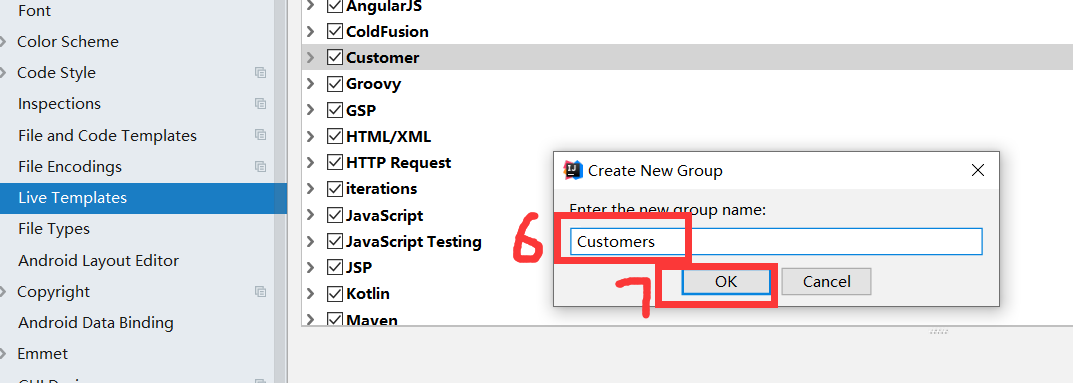 Font
Color Scheme
Code Style
Inspections
File and Code Templates
File Encodings
Live Templates
File Types
Android Layout Editor
Copyright
Android Data Binding
Emmet
AngularJS
ColdFusion
Customer
Groovy
GSP
HTML/XML
HTTP Request
iterations
JavaScript
JavaScript Testing
JSP
Kotlin
Maven
Create New Group
Enter the new group name:
6
Customers
7
OK
Cancel